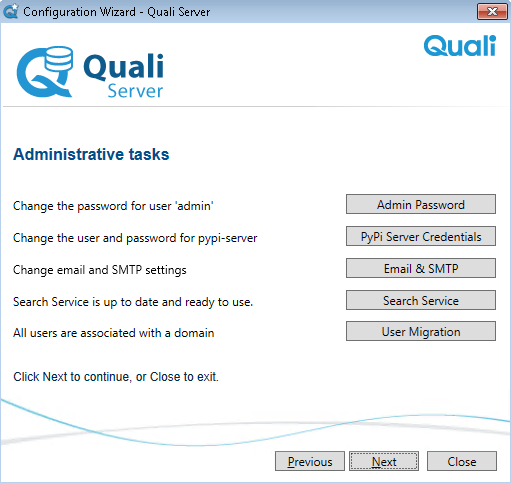 Configuration Wizard - Quali Server
Quali
Quali
Server
Administrative tasks
Change the password for user 'admin'
Admin Password
Change the user and password for pypi-server
PyPi Server Credentials
Change email and SMTP settings
Email & SMTP
Search Service is up to date and ready to use.
Search Service
All users are associated with a domain
User Migration
Click Next to continue, or Close to exit.
Previous
Next
Close